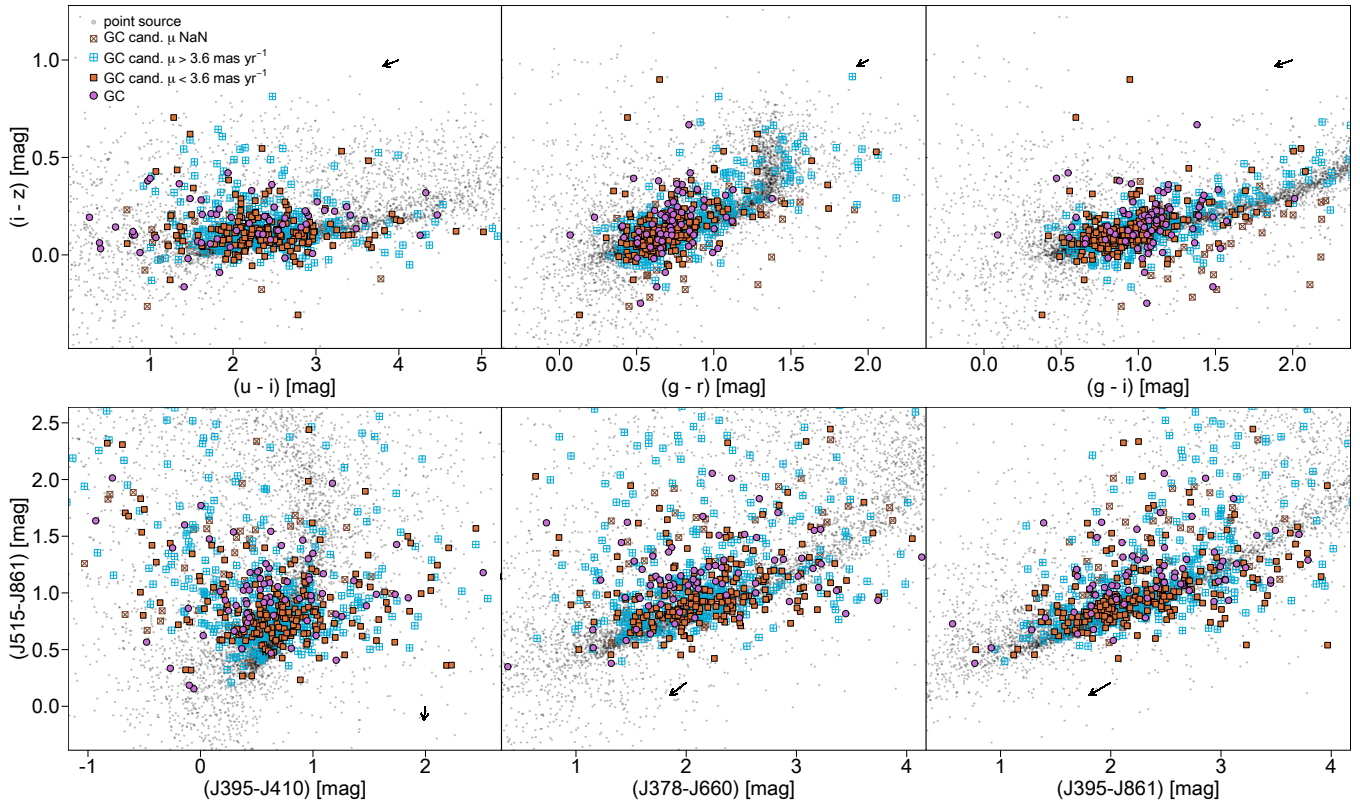 point source
GC cand. μ NaN
GC cand. μ > 3.6 mas yr⁻¹
GC cand. μ < 3.6 mas yr⁻¹
GC
(i - z) [mag]
1.0
0.5
0.0
1 2 3 4 5
0.0 0.5 1.0 1.5 2.0
0.0 0.5 1.0 1.5 2.0
(u - i) [mag]
(g - r) [mag]
(g - i) [mag]
(J515-J861) [mag]
2.5
2.0
1.5
1.0
0.5
0.0
-1 0 1 2
1 2 3 4
1 2 3 4
(J395-J410) [mag]
(J378-J660) [mag]
(J395-J861) [mag]